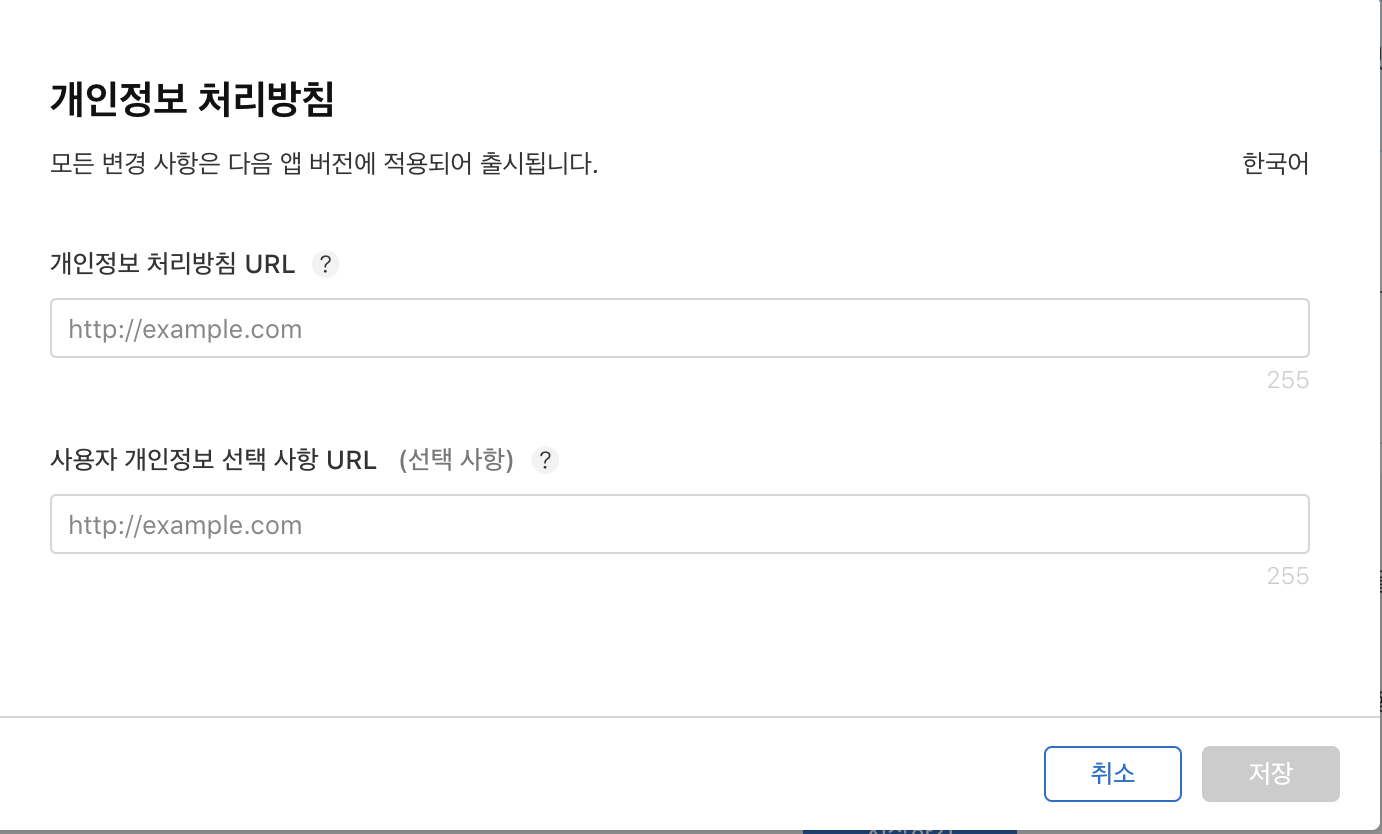 개인정보 처리방침
모든 변경 사항은 다음 앱 버전에 적용되어 출시됩니다.
한국어
개인정보 처리방침 URL ?
http://example.com
255
사용자 개인정보 선택 사항 URL (선택 사항) ?
http://example.com
255
취소
저장